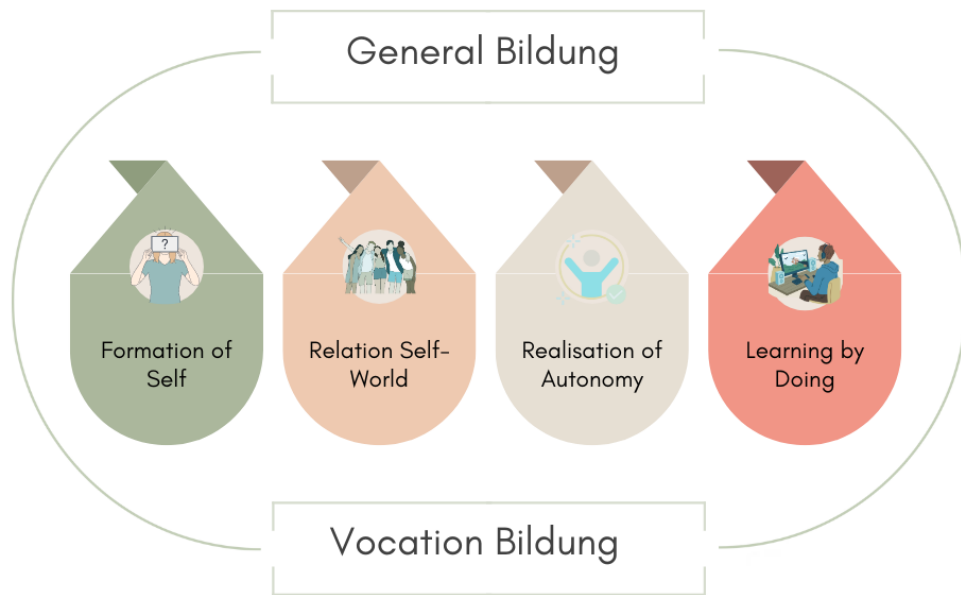 General Bildung
?
Formation of
Self
Relation Self-
World
Realisation of
Autonomy
Learning by
Doing
Vocation Bildung